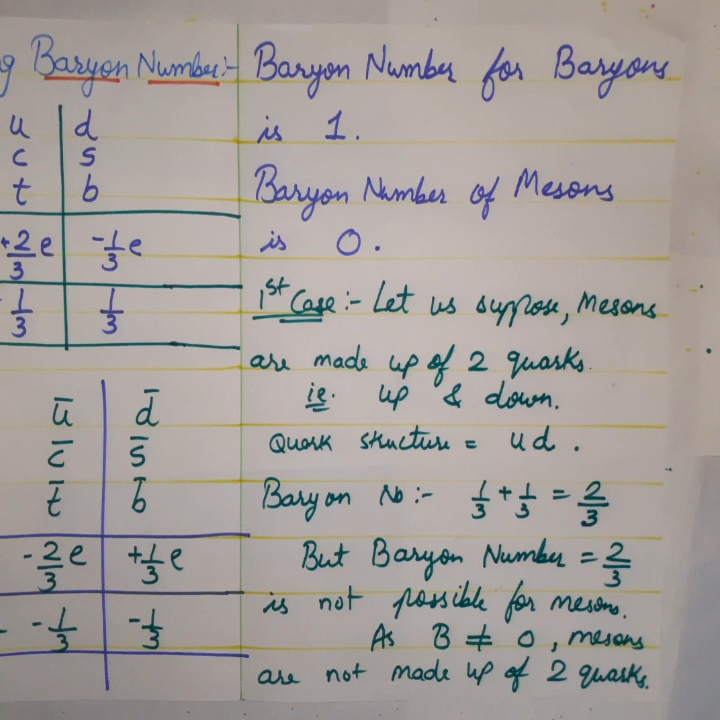 g Baryon Number:-
u d
c s
t b
+2/3 e -1/3 e
1/3 1/3
ū d̄
c̄ s̄
t̄ b̄
-2/3 e +1/3 e
-1/3 -1/3
Baryon Number for Baryons
is 1.
Baryon Number of Mesons
is 0.
1st Case:- Let us suppose, Mesons
are made up of 2 quarks.
ie. up & down.
Quark structure = ud.
Baryon No:- 1/3 + 1/3 = 2/3
But Baryon Number = 2/3
is not possible for mesons.
As B ≠ 0, mesons
are not made up of 2 quarks.